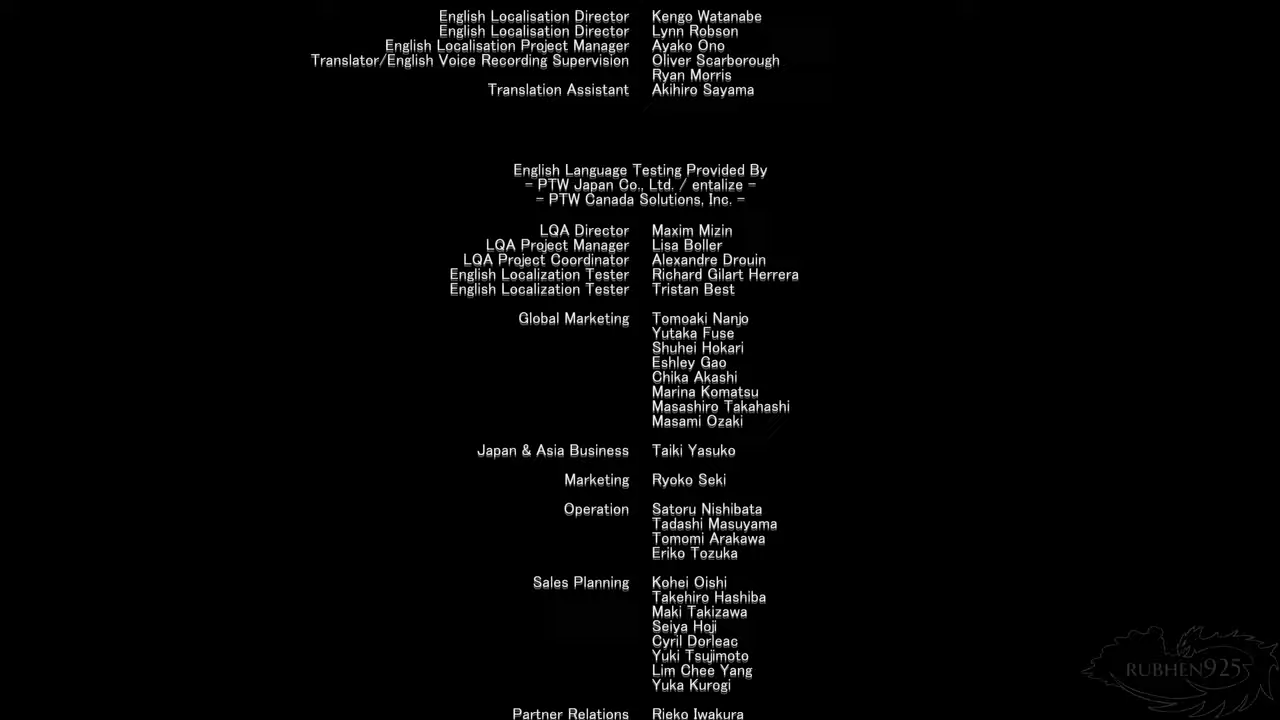 English Localisation Director Kengo Watanabe
English Localisation Director Lynn Robson
English Localisation Project Manager Ayako Ono
Translator/English Voice Recording Supervision Oliver Scarborough
Ryan Morris
Translation Assistant Akihiro Sayama
English Language Testing Provided By
- PTW Japan Co., Ltd. / entalize -
- PTW Canada Solutions, Inc. -
LQA Director Maxim Mizin
LQA Project Manager Lisa Boller
LQA Project Coordinator Alexandre Drouin
English Localization Tester Richard Gilart Herrera
English Localization Tester Tristan Best
Global Marketing Tomoaki Nanjo
Yutaka Fuse
Shuhei Hokari
Eshley Gao
Chika Akashi
Marina Komatsu
Masashiro Takahashi
Masami Ozaki
Japan & Asia Business Taiki Yasuko
Marketing Ryoko Seki
Operation Satoru Nishibata
Tadashi Masuyama
Tomomi Arakawa
Eriko Tozuka
Sales Planning Kohei Oishi
Takehiro Hashiba
Maki Takizawa
Seiya Hoji
Cyril Dorleac
Yuki Tsujimoto
Lim Chee Yang
Yuka Kurogi
RUBHEN925
Partner Relations Rieko Iwakura